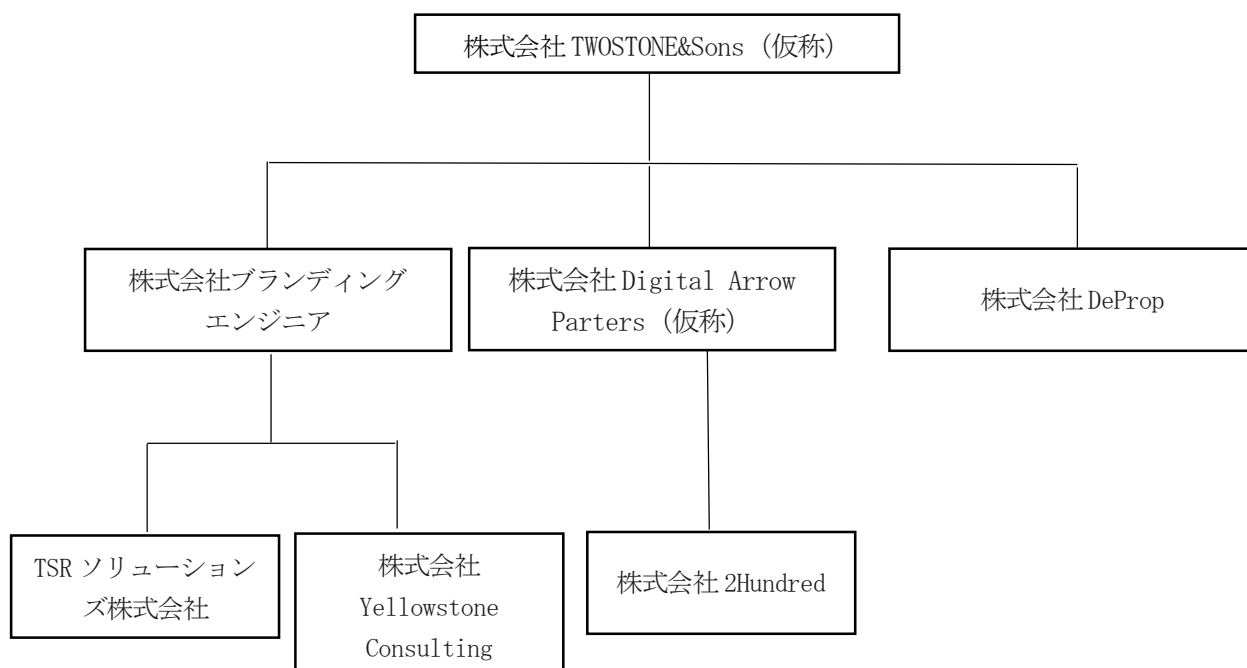 株式会社 TWOSTONE&Sons（仮称）
株式会社ブランディング
エンジニア
株式会社 Digital Arrow
Parters（仮称）
株式会社 DeProp
TSR ソリューション
ズ株式会社
株式会社
Yellowstone
Consulting
株式会社 2Hundred